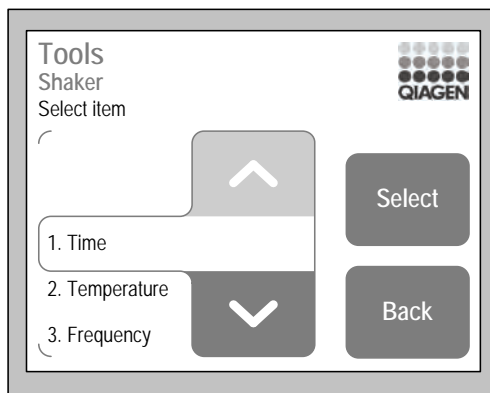 Tools
Shaker
Select item
QIAGEN
Select
1. Time
2. Temperature
3. Frequency
Back